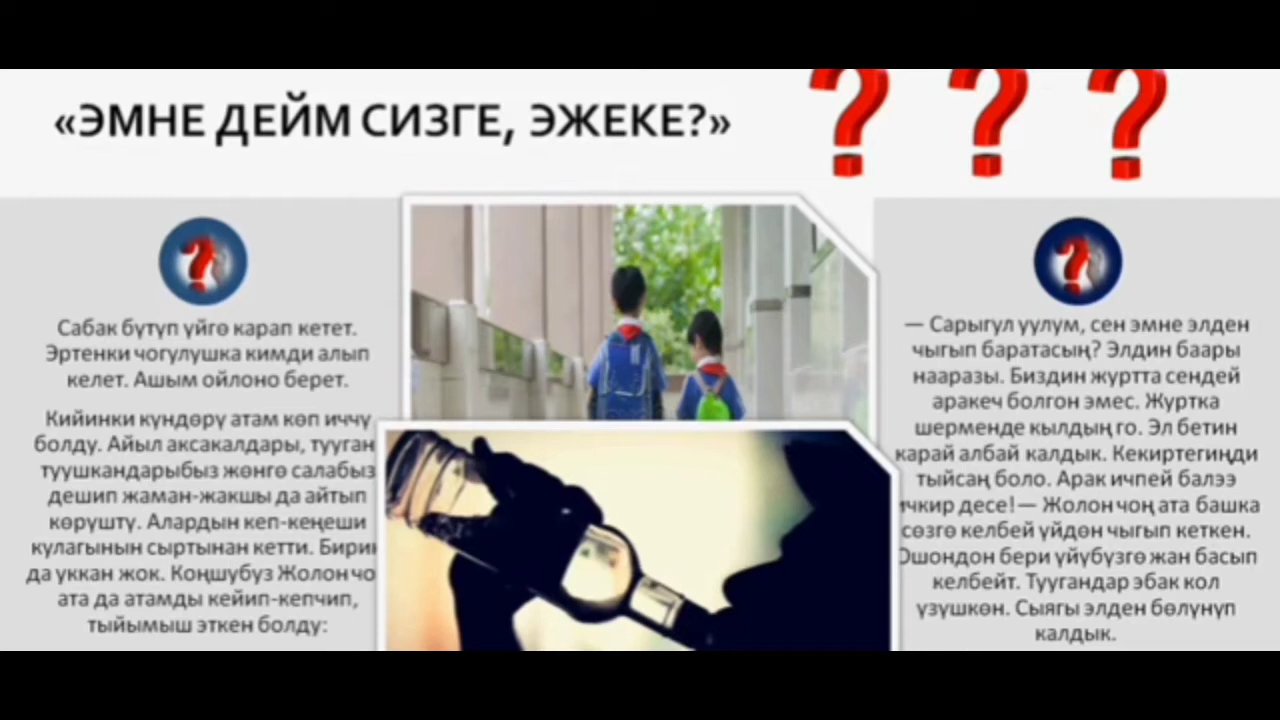 «ЭМНЕ ДЕЙМ СИЗГЕ, ЭЖЕКЕ?»
Сабак бүтүп үйгө карап кетет.
Эртенки чогулушка кимди алып
келет. Ашым ойлоно берет.
Кийинки күндөрү атам көп иччү
болду. Айыл аксакалдары, тууган
туушкандарыбыз жөнгө салабыз
дешип жаман-жакшы да айтып
көрүштү. Алардын кеп-кеңеши
кулагынын сыртынан кетти. Бирин
да уккан жок. Коңшубуз Жолон чо
ата да атамды кейип-кепчип,
тыйымыш эткен болду:
— Сарыгул уулум, сен эмне элден
чыгып баратасың? Элдин баары
нааразы. Биздин журтта сендей
аракеч болгон эмес. Журтка
шерменде кылдың го. Эл бетин
карай албай калдык. Кекиртегиңди
тыйсаң боло. Арак ичпей балээ
ичкир десе!— Жолон чоң ата башка
сөзгө келбей үйдөн чыгып кеткен.
Ошондон бери үйүбүзгө жан басып
келбейт. Туугандар эбак кол
үзүшкөн. Сыягы элден бөлүнүп
калдык.